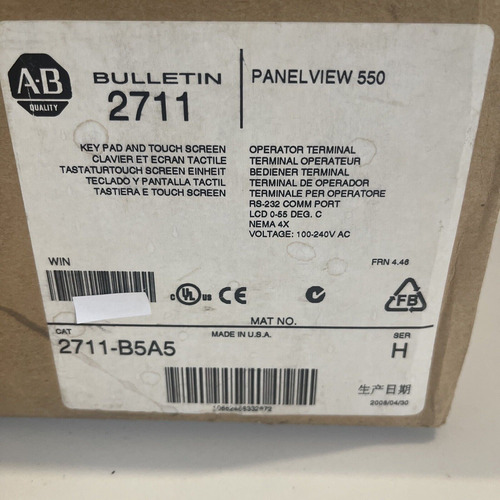 A-B
QUALITY
BULLETIN
2711
PANELVIEW 550
KEY PAD AND TOUCH SCREEN
CLAVIER ET ECRAN TACTILE
TASTATURTOUCH SCREEN EINHEIT
TECLADO Y PANTALLA TACTIL
TASTIERA E TOUCH SCREEN
OPERATOR TERMINAL
TERMINAL OPERATEUR
BEDIENER TERMINAL
TERMINAL DE OPERADOR
TERMINALE PER OPERATORE
RS-232 COMM PORT
LCD 0-55 DEG. C
NEMA 4X
VOLTAGE: 100-240V AC
WIN
FRN 4.46
c UL us CE
FB
MAT NO.
CAT
MADE IN U.S.A.
SER
2711-B5A5
H
生产日期